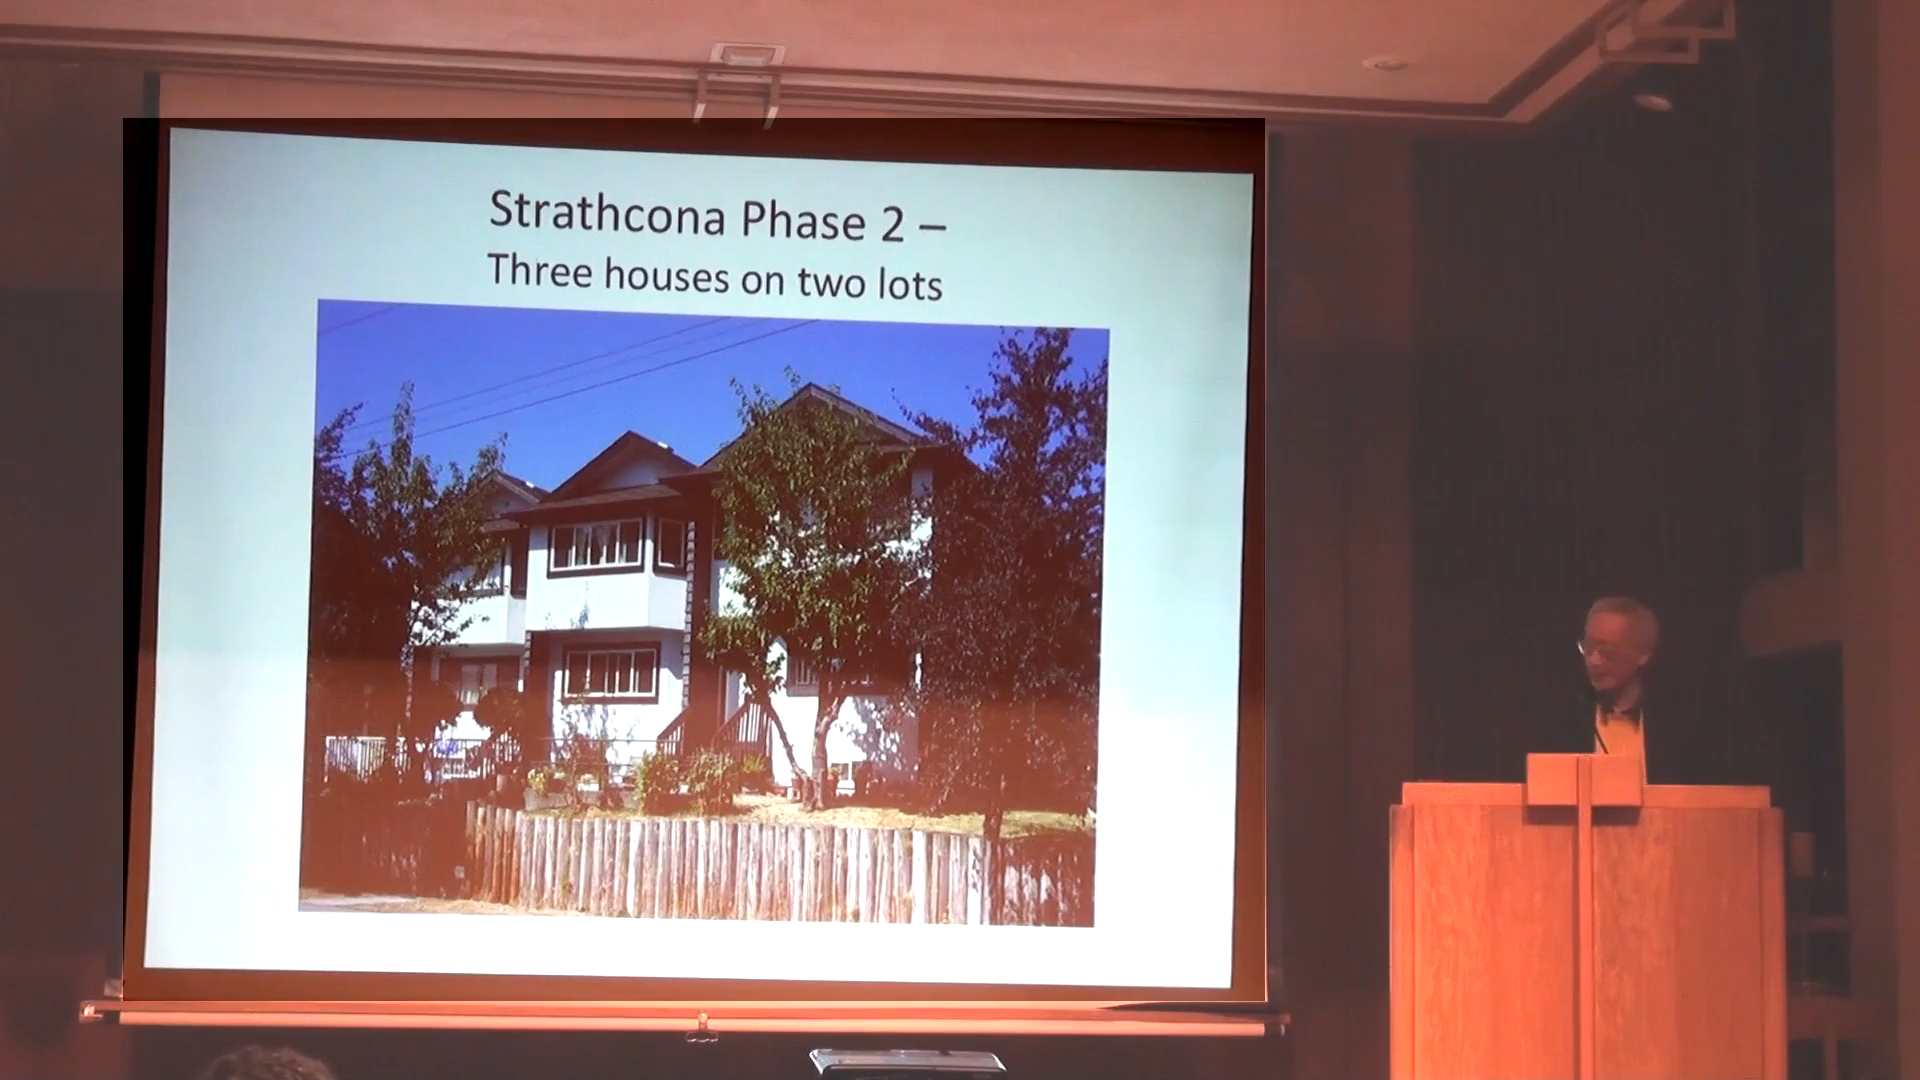 Strathcona Phase 2 –
Three houses on two lots